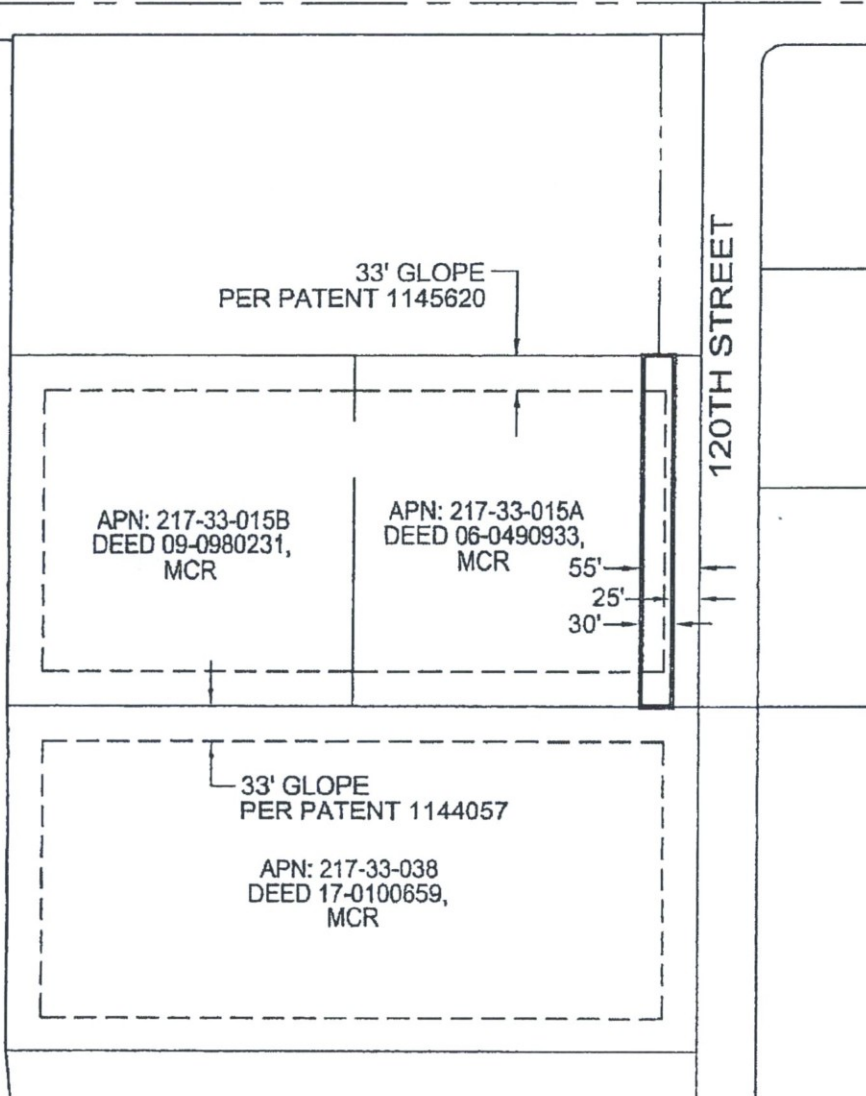 33' GLOPE
PER PATENT 1145620
120TH STREET
APN: 217-33-015B
DEED 09-0980231,
MCR
APN: 217-33-015A
DEED 06-0490933,
MCR
55'
25'
30'
33' GLOPE
PER PATENT 1144057
APN: 217-33-038
DEED 17-0100659,
MCR